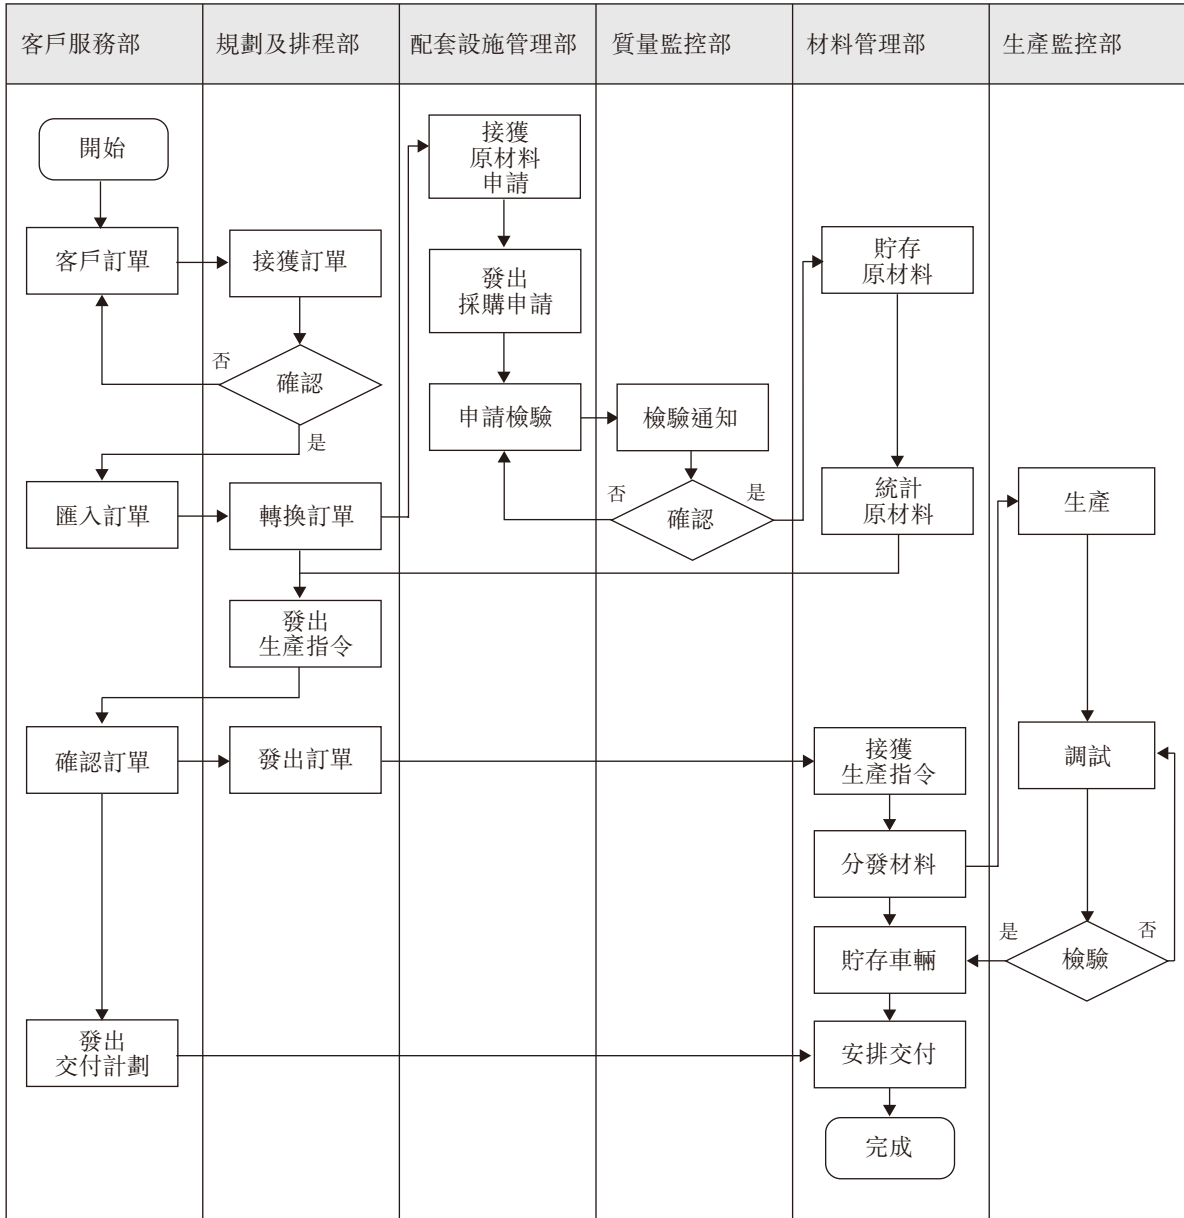 客戶服務部
規劃及排程部
配套設施管理部
質量監控部
材料管理部
生產監控部
開始
接獲
原材料
申請
客戶訂單
接獲訂單
發出
採購申請
貯存
原材料
否
確認
是
申請檢驗
檢驗通知
匯入訂單
轉換訂單
否
確認
是
統計
原材料
生産
發出
生產指令
確認訂單
發出訂單
接獲
生產指令
調試
分發材料
貯存車輛
是
檢驗
否
發出
交付計劃
安排交付
完成